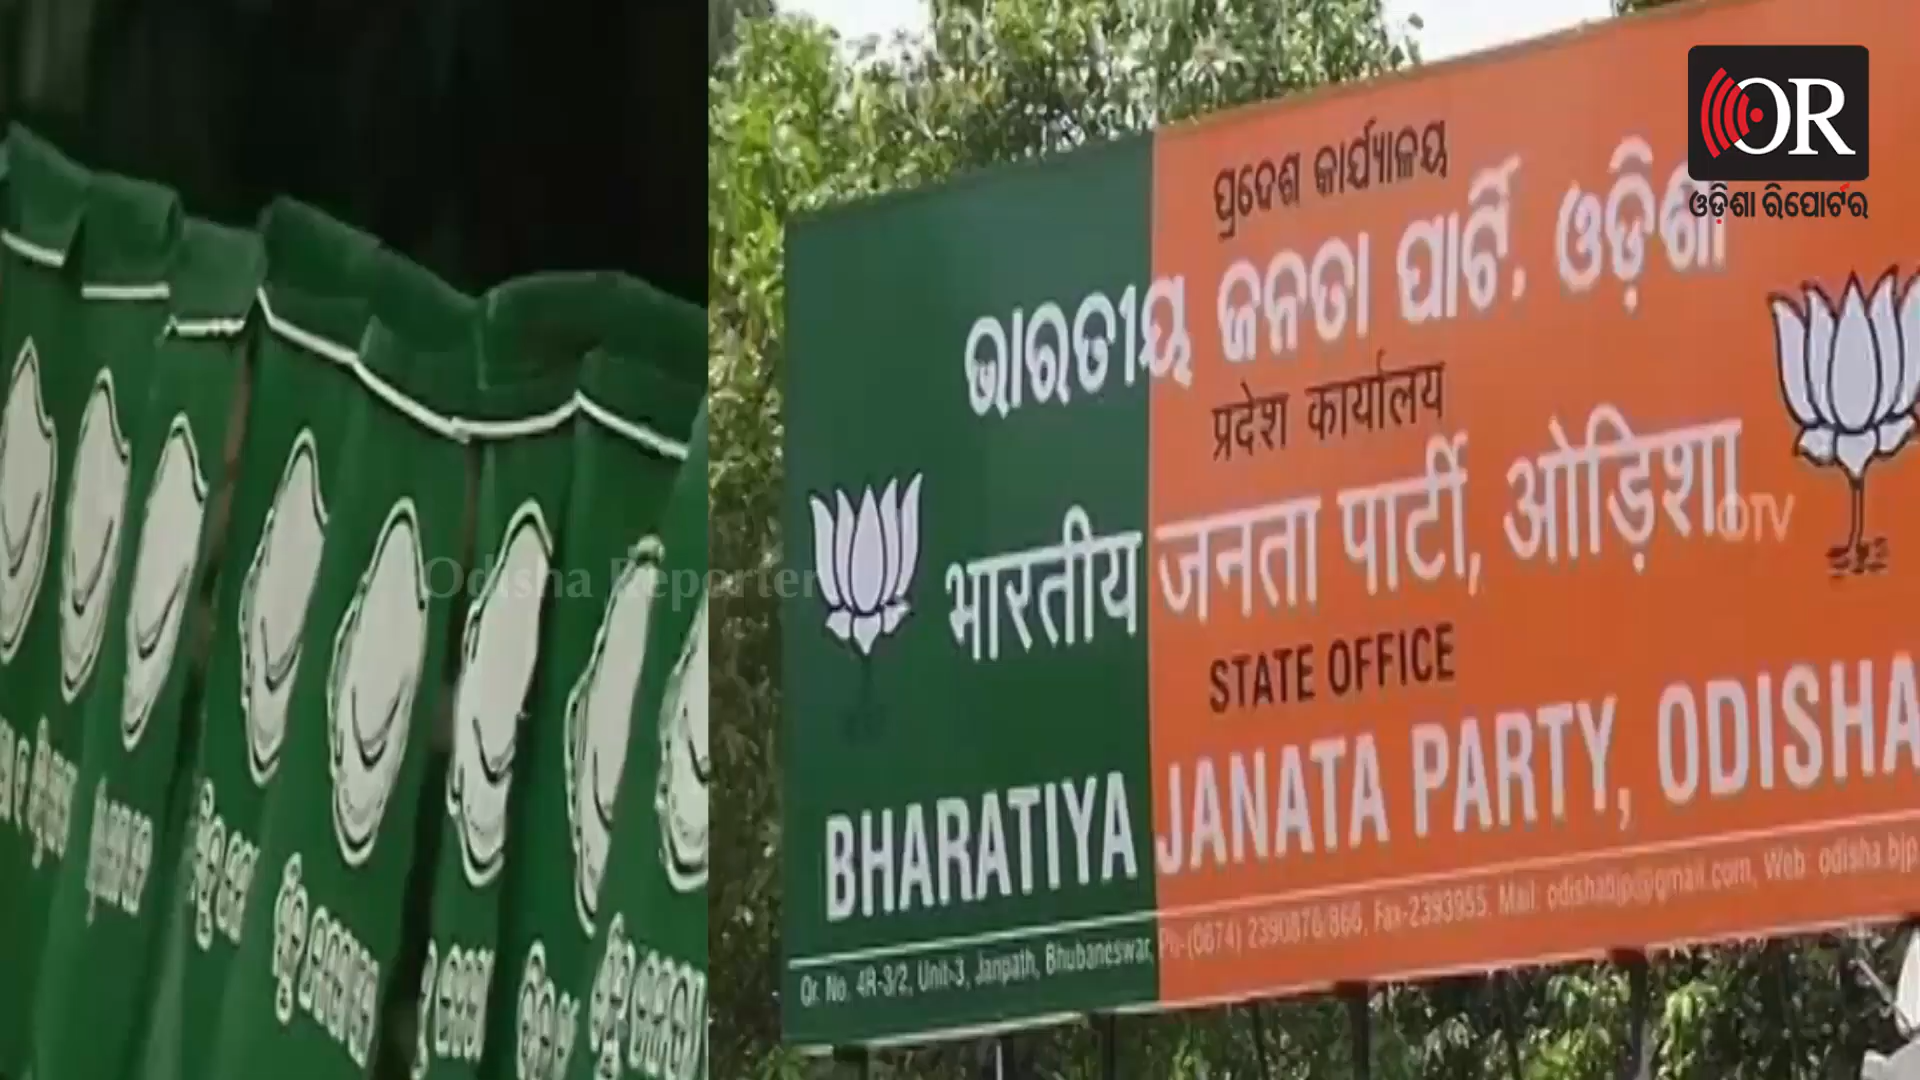 OR
ଓଡ଼ିଶା ରିପୋର୍ଟର
ପ୍ରଦେଶ କାର୍ଯ୍ୟାଳୟ
ଭାରତୀୟ ଜନତା ପାର୍ଟି, ଓଡ଼ିଶା
प्रदेश कार्यालय
भारतीय जनता पार्टी, ओड़िशा
OTV
Odisha Reporter
STATE OFFICE
BHARATIYA JANATA PARTY, ODISHA
Qr. No. 4R-3/2, Unit-3, Janpath, Bhubaneswar, Ph-(0674) 2390876/866, Fax-2393955, Mail: odishabjp@gmail.com, Web: odisha.bjp